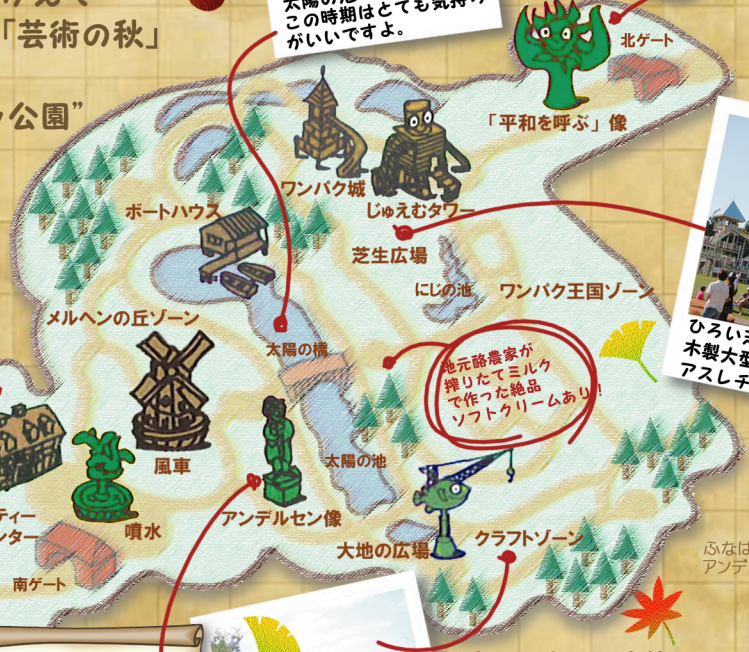 「芸術の秋」
公園”
この時期はとても気持ち
がいいですよ。
北ゲート
「平和を呼ぶ」像
ワンパク城
じゅえむタワー
ボートハウス
芝生広場
にじの池
ワンパク王国ゾーン
メルヘンの丘ゾーン
太陽の橋
地元酪農家が
搾りたてミルク
で作った絶品
ソフトクリームあり！
ひろい
木製大型
アスレチ
風車
太陽の池
アンデルセン像
噴水
ティー
ター
大地の広場
クラフトゾーン
南ゲート
ふなば
アンデ